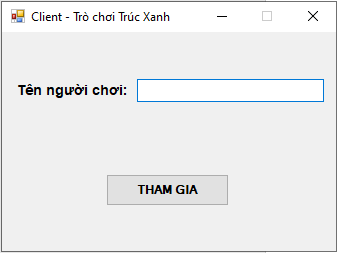 Client - Trò chơi Trúc Xanh
Tên người chơi:
THAM GIA